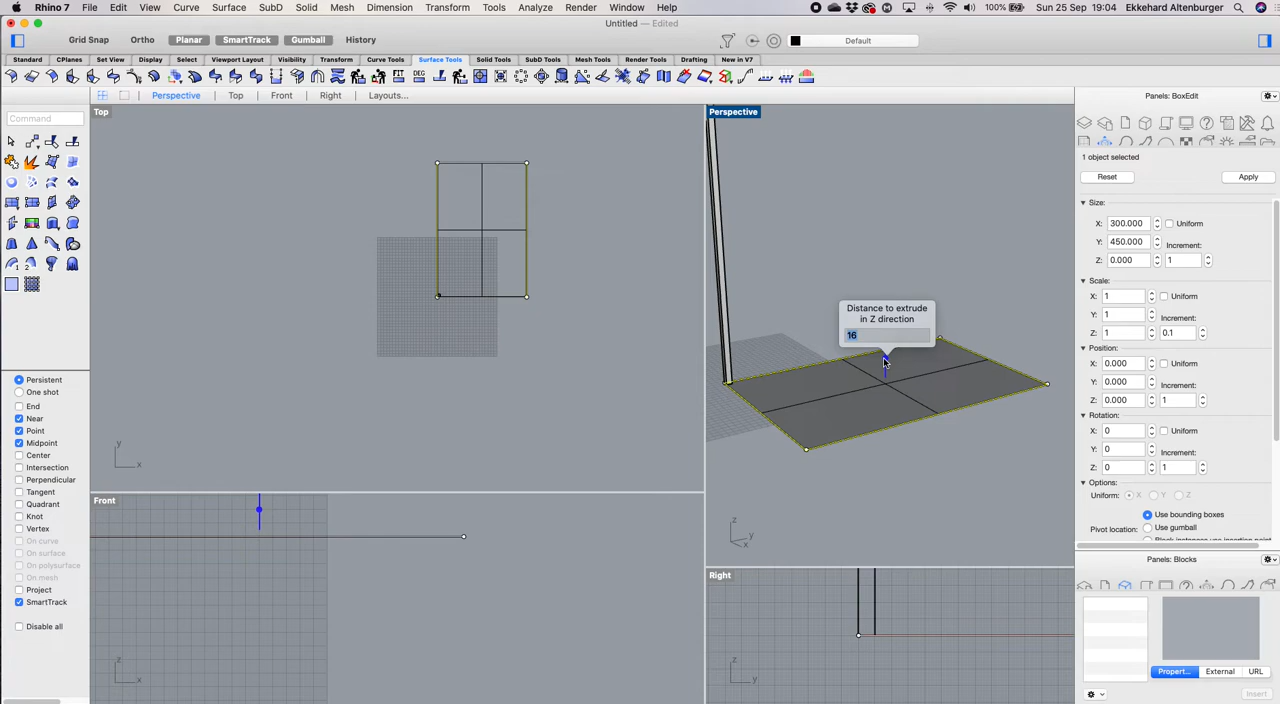 Rhino 7 File Edit View Curve Surface SubD Solid Mesh Dimension Transform Tools Analyze Render Window Help
100% Sun 25 Sep 19:04 Ekkehard Altenburger
Untitled — Edited
Grid Snap Ortho Planar SmartTrack Gumball History
Default
Standard CPlanes Set View Display Select Viewport Layout Visibility Transform Curve Tools Surface Tools Solid Tools SubD Tools Mesh Tools Render Tools Drafting New in V7
FIT DEG
Perspective Top Front Right Layouts...
Panels: BoxEdit
Command
Top
Perspective
1 object selected
Reset Apply
Size:
X: 300.000 Uniform
Y: 450.000 Increment:
Z: 0.000 1
Scale:
X: 1 Uniform
Y: 1 Increment:
Z: 1 0.1
Position:
X: 0.000 Uniform
Y: 0.000 Increment:
Z: 0.000 1
Rotation:
X: 0 Uniform
Y: 0 Increment:
Z: 0 1
Options:
Uniform: X Y Z
Use bounding boxes
Pivot location: Use gumball
Distance to extrude
in Z direction
16
1 2
Persistent
One shot
End
Near
Point
Midpoint
Center
Intersection
Perpendicular
Tangent
Quadrant
Knot
Vertex
On curve
On surface
On polysurface
On mesh
Project
SmartTrack
Disable all
y
x
z
y
x
Front
z
x
Right
z
y
Panels: Blocks
Propert... External URL
Insert